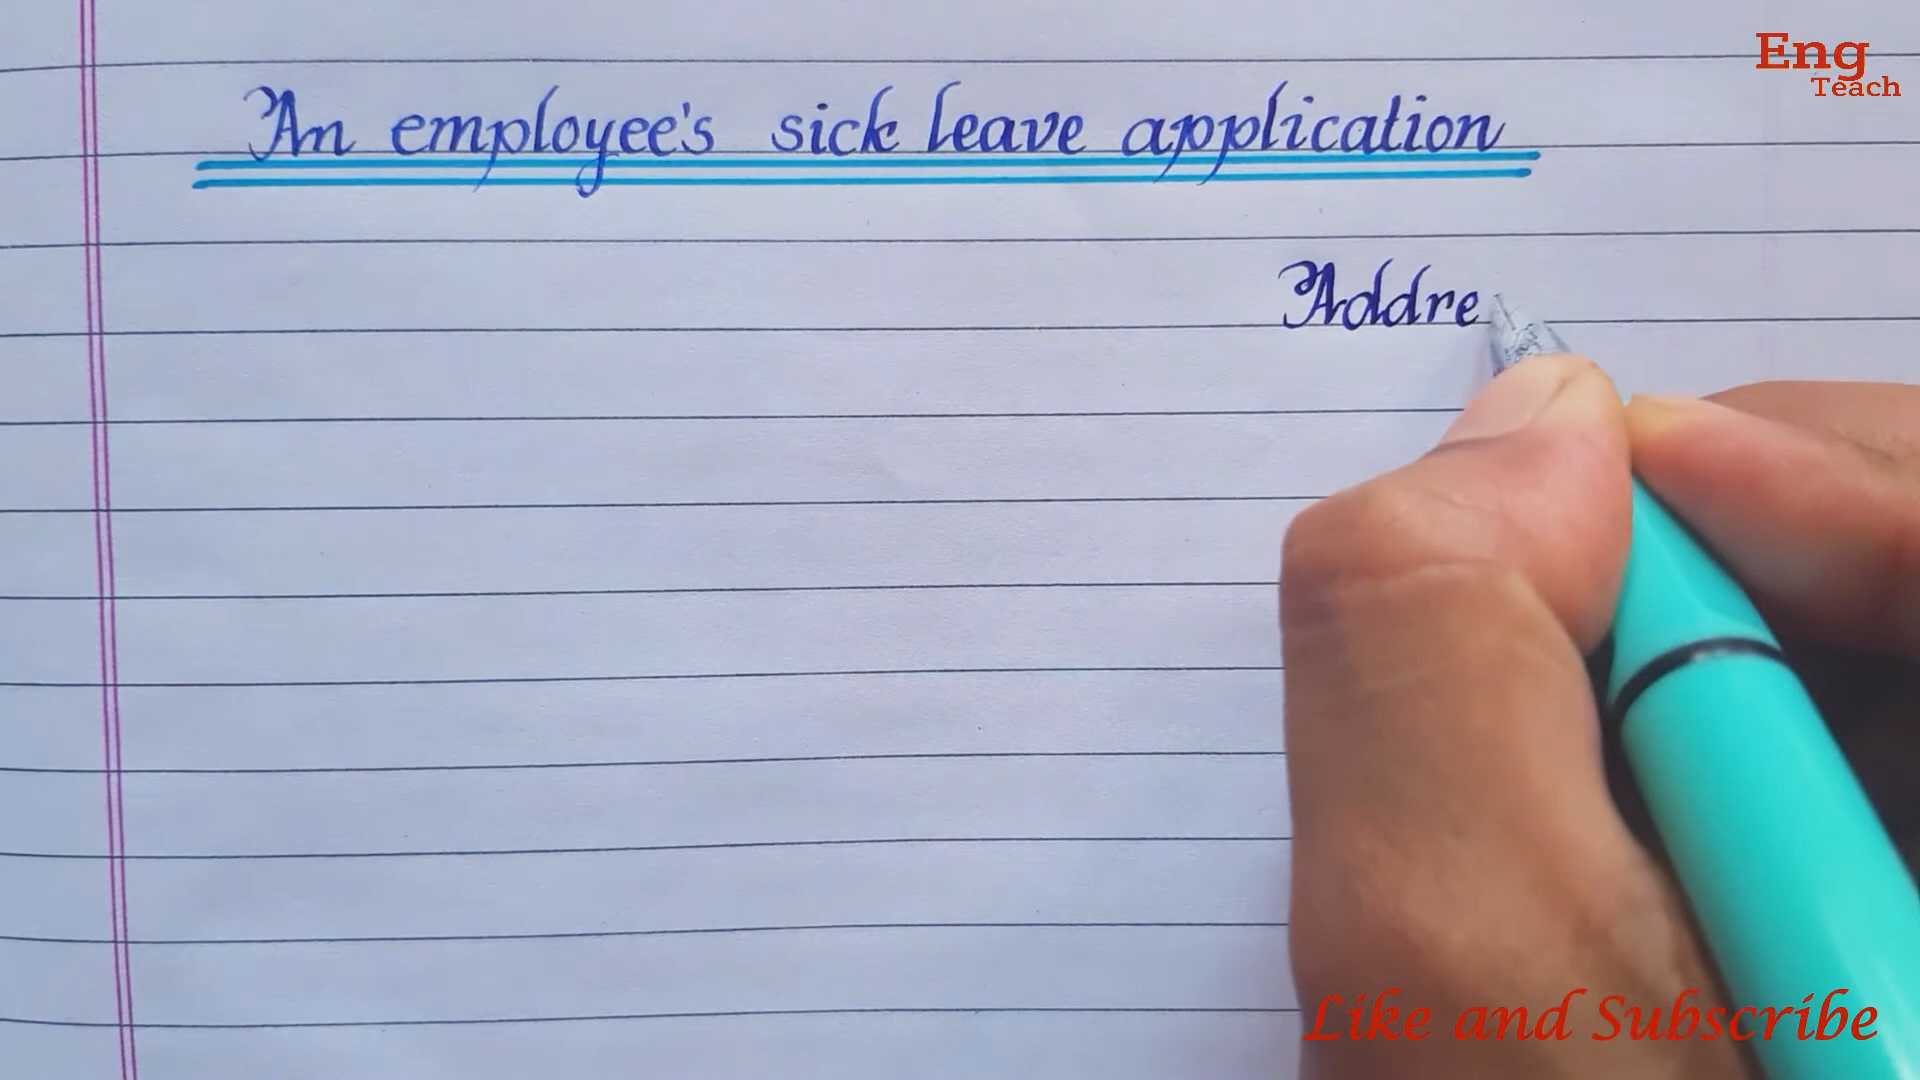 Eng
Teach
An employee's sick leave application
Addre
Like and Subscribe